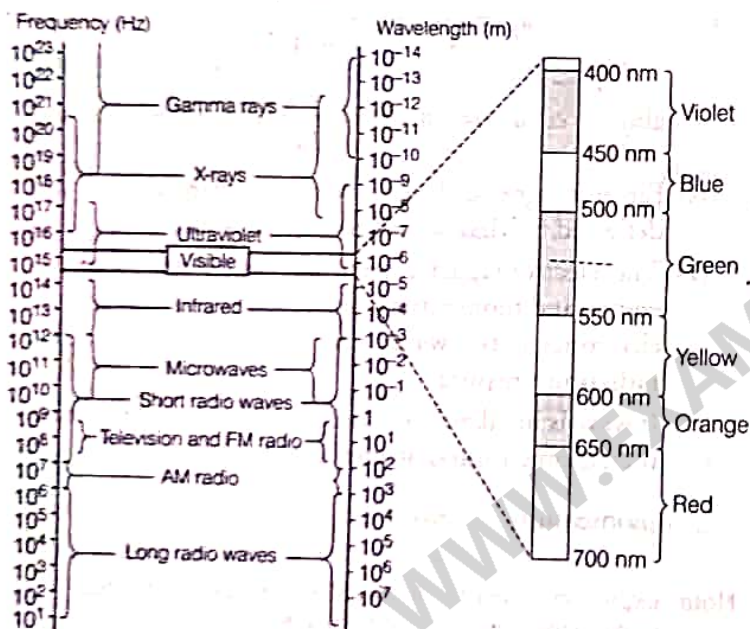 Frequency (Hz)
Wavelength (m)
10²³
10²²
10²¹
10²⁰
10¹⁹
10¹⁸
10¹⁷
10¹⁶
10¹⁵
10¹⁴
10¹³
10¹²
10¹¹
10¹⁰
10⁹
10⁸
10⁷
10⁶
10⁵
10⁴
10³
10²
10¹
Gamma rays
X-rays
Ultraviolet
Visible
Infrared
Microwaves
Short radio waves
Television and FM radio
AM radio
Long radio waves
10⁻¹⁴
10⁻¹³
10⁻¹²
10⁻¹¹
10⁻¹⁰
10⁻⁹
10⁻⁸
10⁻⁷
10⁻⁶
10⁻⁵
10⁻⁴
10⁻³
10⁻²
10⁻¹
1
10¹
10²
10³
10⁴
10⁵
10⁶
10⁷
400 nm
Violet
450 nm
Blue
500 nm
Green
550 nm
Yellow
600 nm
Orange
650 nm
Red
700 nm
WWW.EXAM